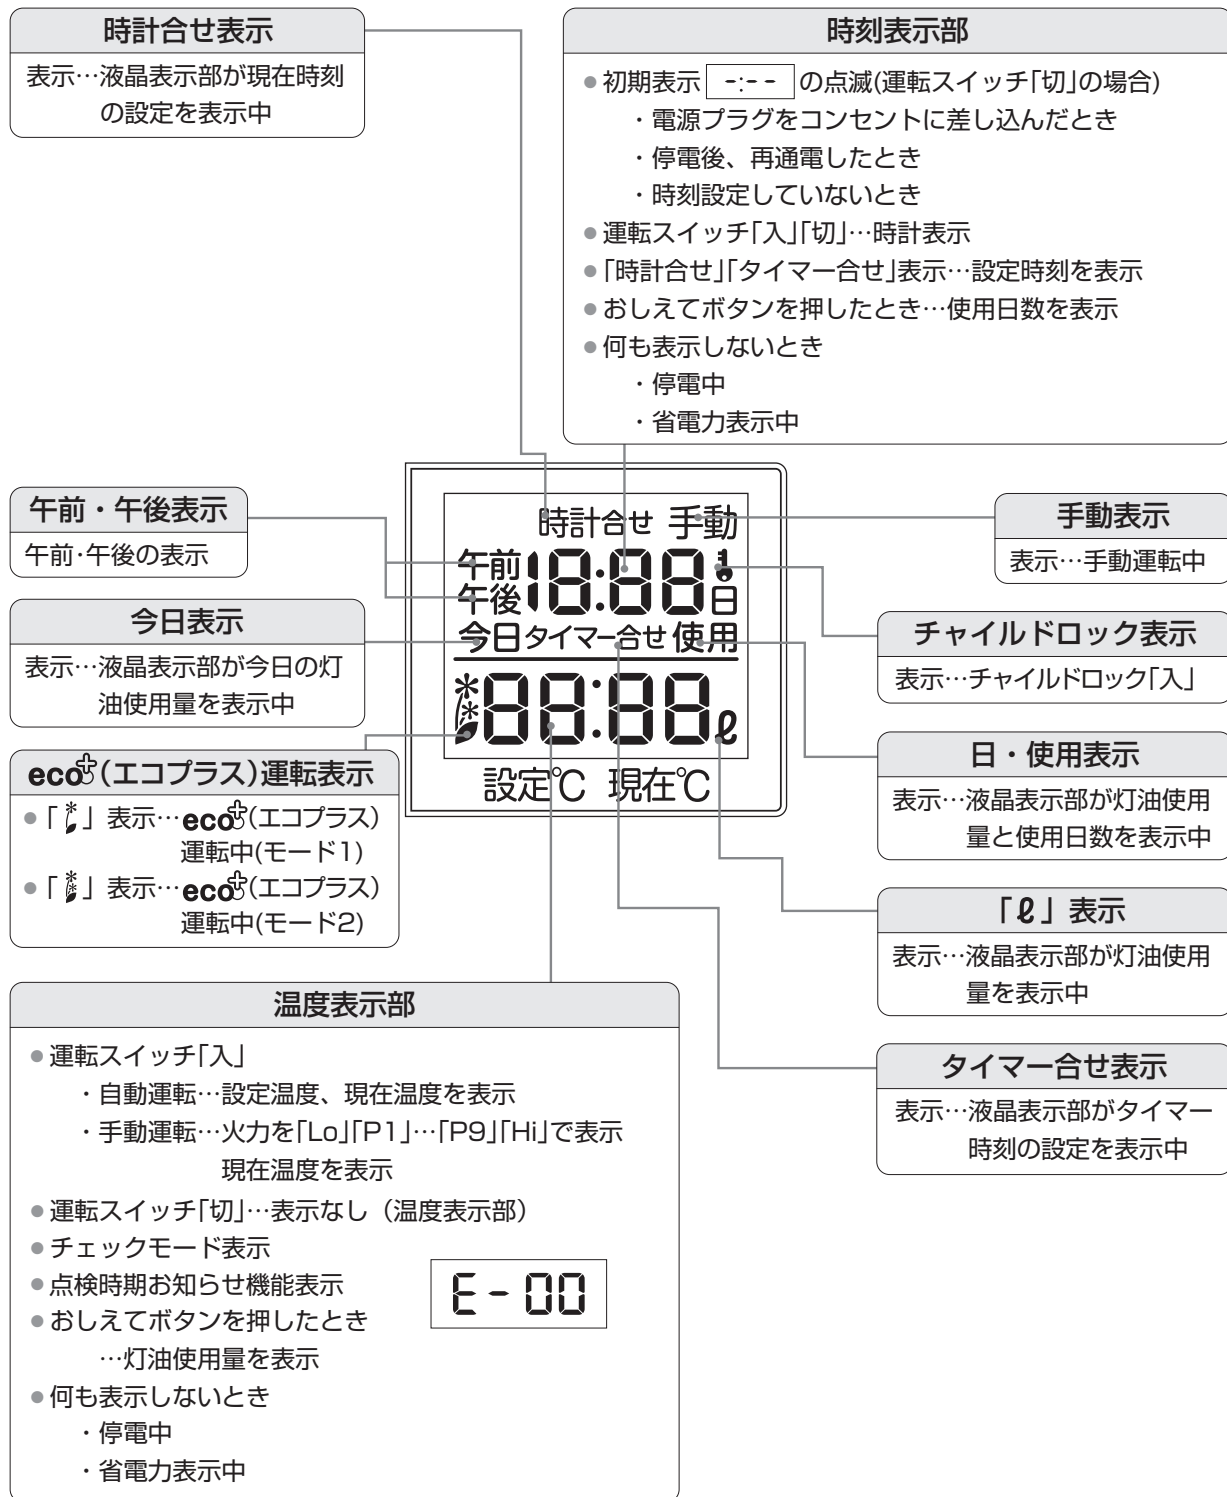 時計合せ表示
表示…液晶表示部が現在時刻
の設定を表示中
時刻表示部
●初期表示 -:-- の点滅(運転スイッチ「切」の場合)
・電源プラグをコンセントに差し込んだとき
・停電後、再通電したとき
・時刻設定していないとき
●運転スイッチ「入」「切」…時計表示
●「時計合せ」「タイマー合せ」表示…設定時刻を表示
●おしえてボタンを押したとき…使用日数を表示
●何も表示しないとき
・停電中
・省電力表示中
午前・午後表示
午前・午後の表示
今日表示
表示…液晶表示部が今日の灯
油使用量を表示中
eco(エコプラス)運転表示
●「」表示…eco(エコプラス)
運転中(モード1)
●「」表示…eco(エコプラス)
運転中(モード2)
時計合せ 手動
午前
午後
18:88
日
今日 タイマー合せ 使用
88:88 ℓ
設定℃ 現在℃
手動表示
表示…手動運転中
チャイルドロック表示
表示…チャイルドロック「入」
日・使用表示
表示…液晶表示部が灯油使用
量と使用日数を表示中
「ℓ」表示
表示…液晶表示部が灯油使用
量を表示中
タイマー合せ表示
表示…液晶表示部がタイマー
時刻の設定を表示中
温度表示部
●運転スイッチ「入」
・自動運転…設定温度、現在温度を表示
・手動運転…火力を「Lo」「P1」…「P9」「Hi」で表示
現在温度を表示
●運転スイッチ「切」…表示なし(温度表示部)
●チェックモード表示
●点検時期お知らせ機能表示
E-00
●おしえてボタンを押したとき
…灯油使用量を表示
●何も表示しないとき
・停電中
・省電力表示中